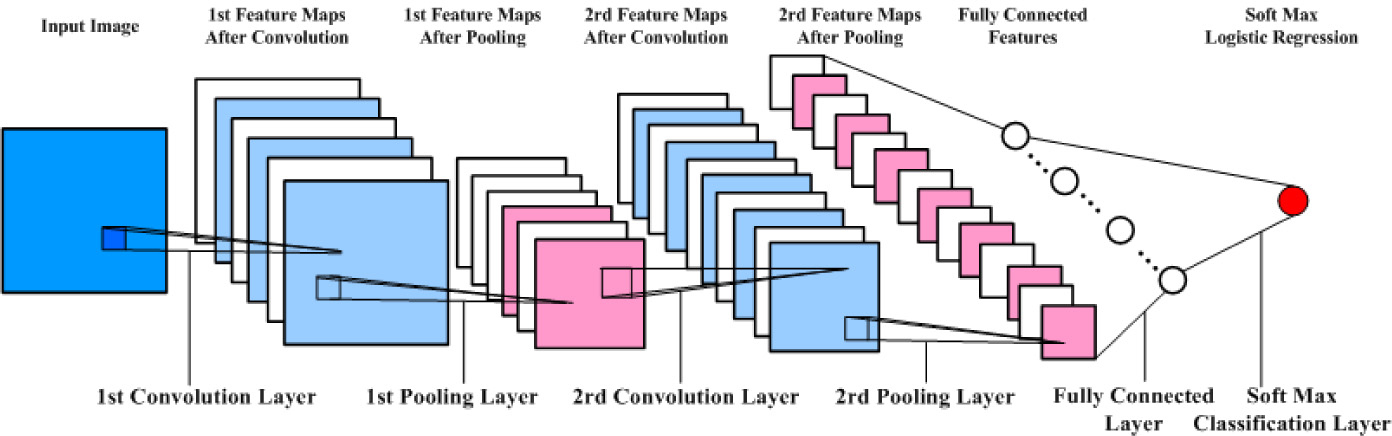 Input Image
1st Feature Maps
After Convolution
1st Feature Maps
After Pooling
2rd Feature Maps
After Convolution
2rd Feature Maps
After Pooling
Fully Connected
Features
Soft Max
Logistic Regression
1st Convolution Layer
1st Pooling Layer
2rd Convolution Layer
2rd Pooling Layer
Fully Connected
Layer
Soft Max
Classification Layer